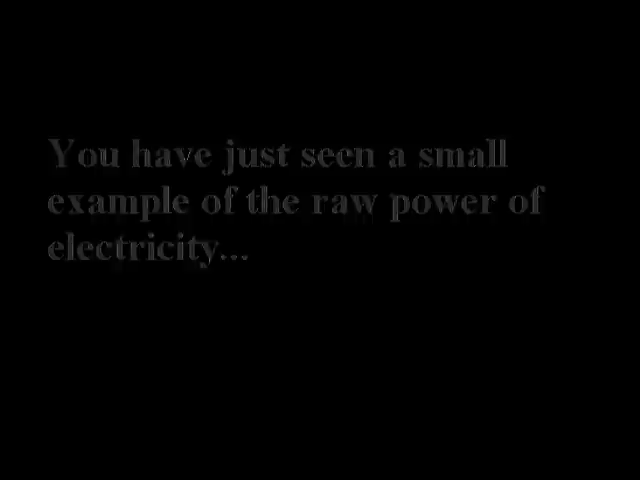 You have just seen a small
example of the raw power of
electricity...